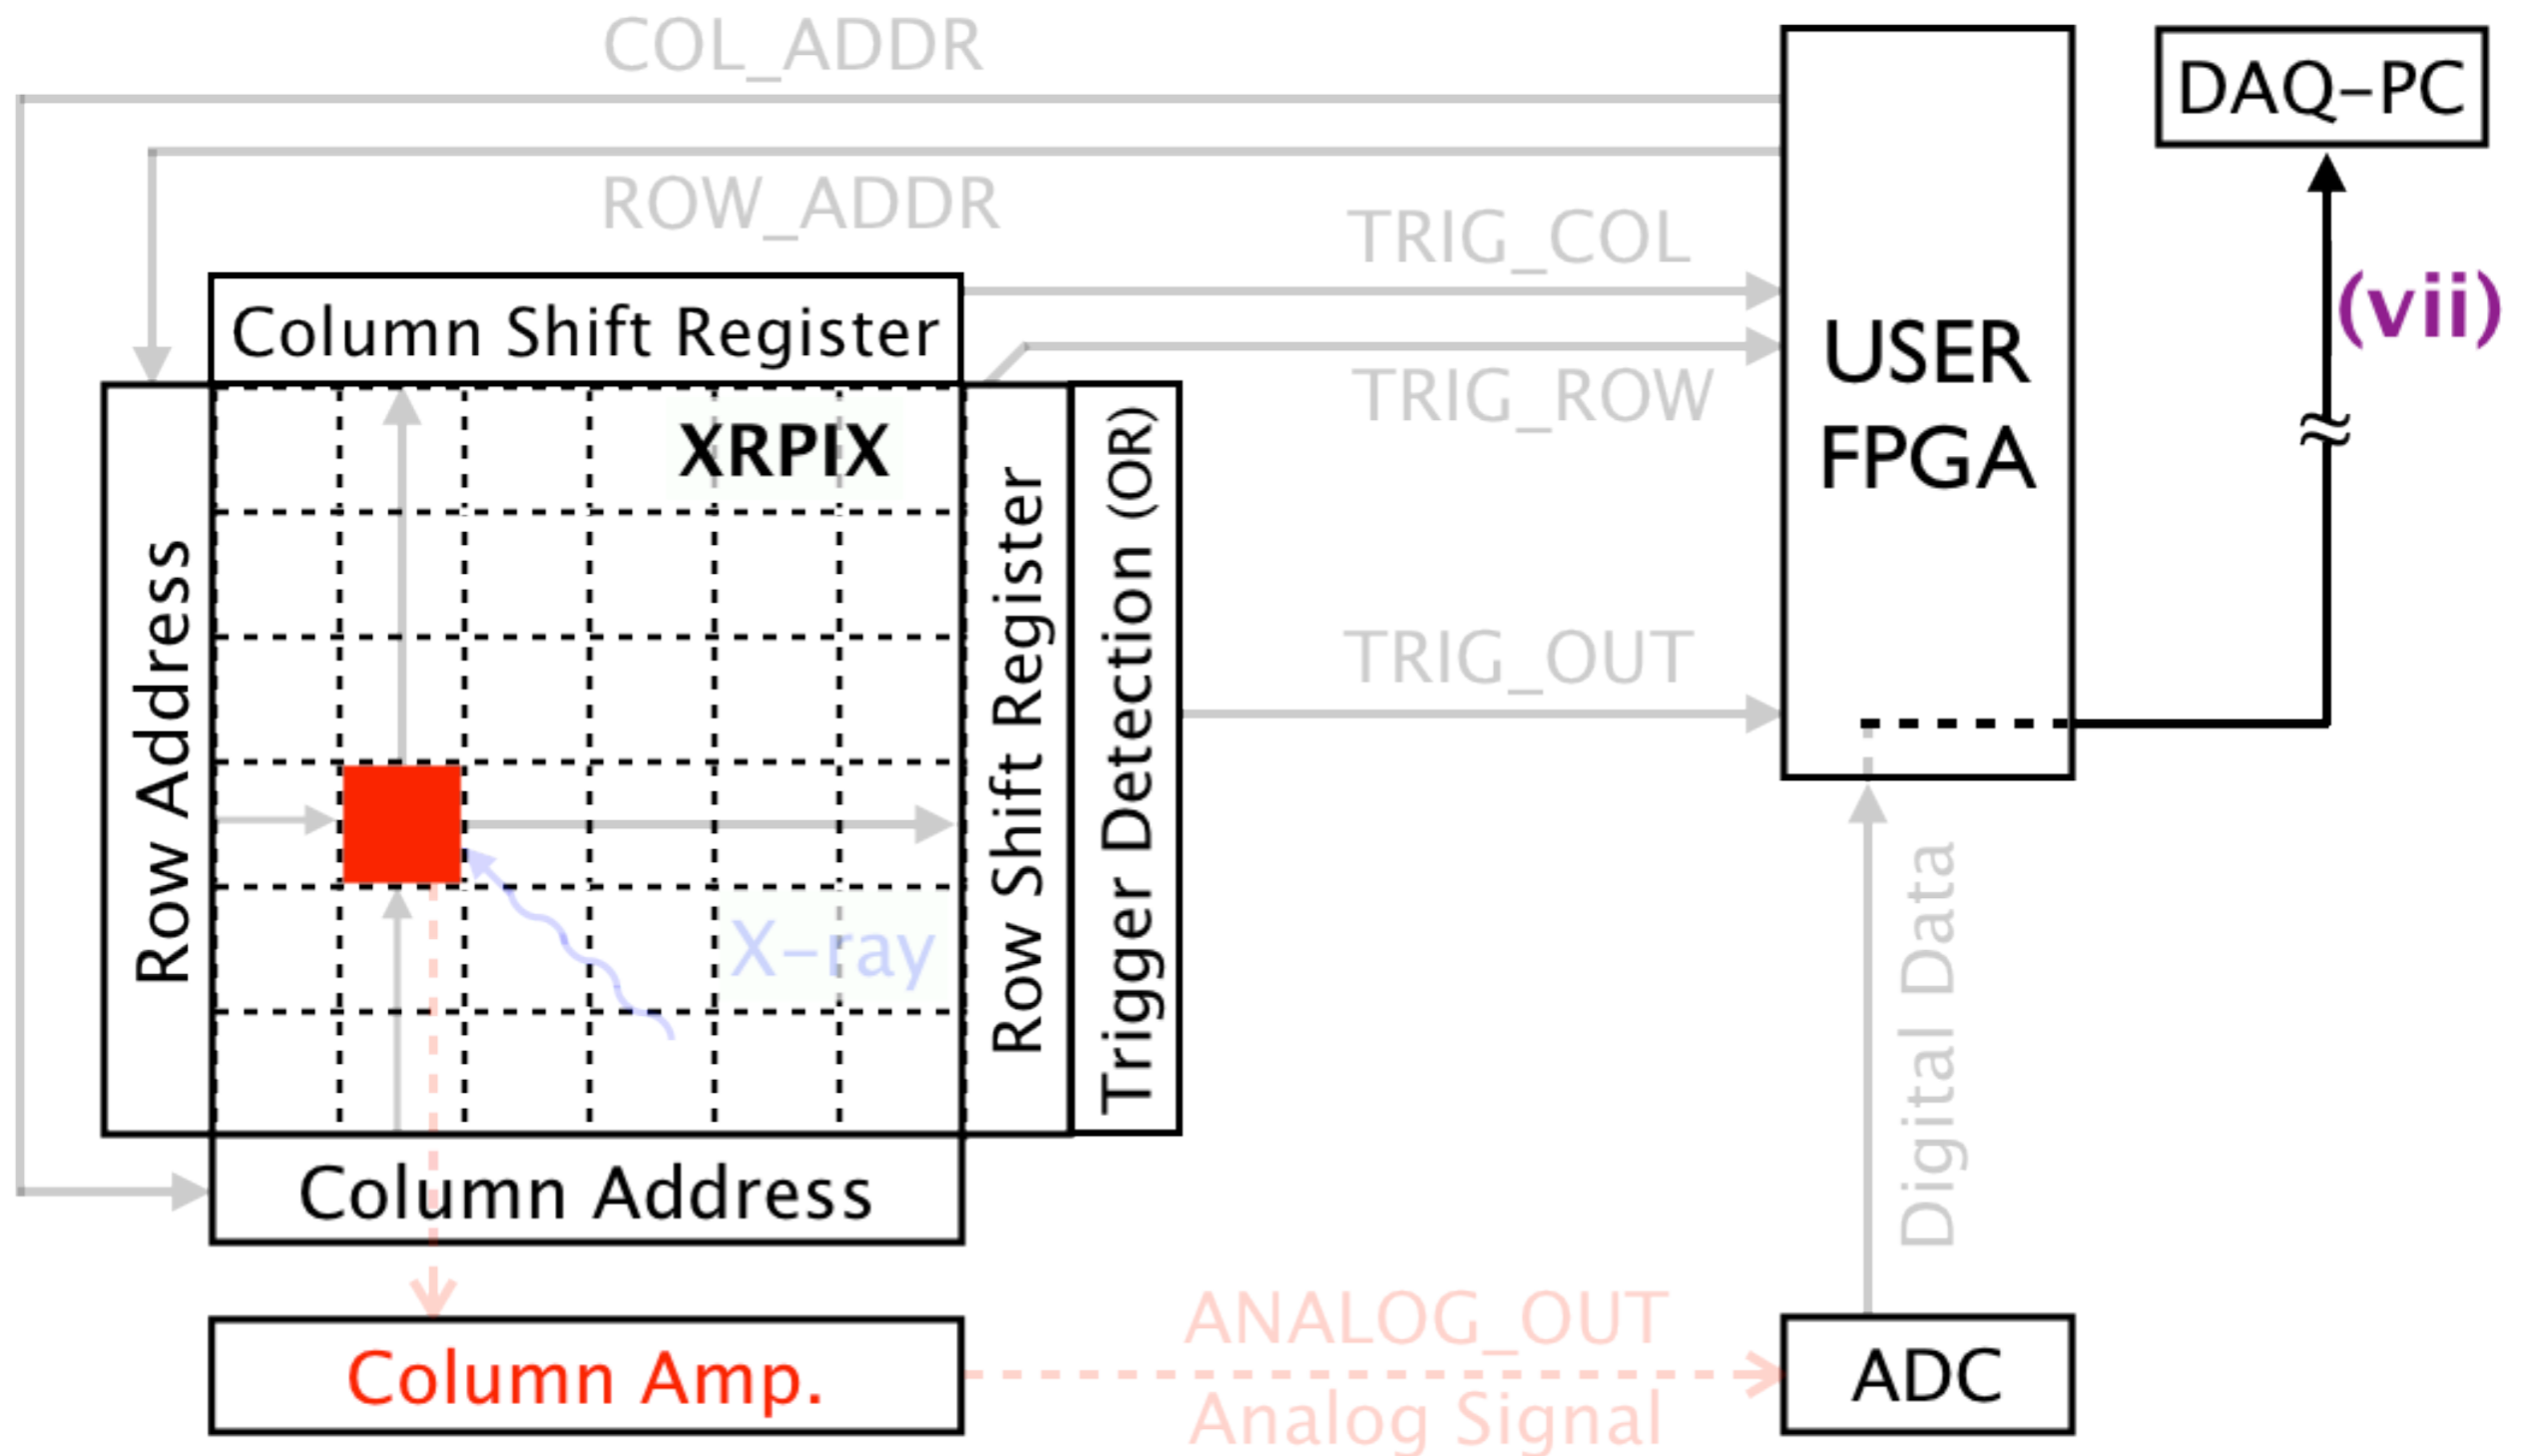 COL_ADDR
DAQ-PC
ROW_ADDR
TRIG_COL
(vii)
Column Shift Register
USER
FPGA
TRIG_ROW
XRPIX
Row Address
Row Shift Register
Trigger Detection (OR)
TRIG_OUT
X-ray
Digital Data
Column Address
ANALOG_OUT
Column Amp.
ADC
Analog Signal